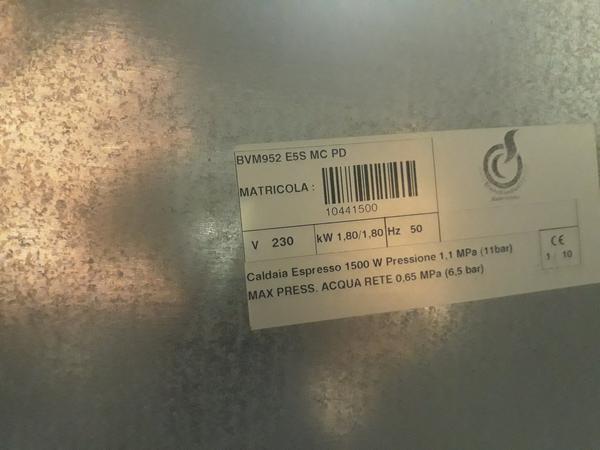 BVM952 E5S MC PD
MATRICOLA :
10441500
V 230 kW 1,80/1,80 Hz 50
Caldaia Espresso 1500 W Pressione 1,1 MPa (11bar)
MAX PRESS. ACQUA RETE 0,65 MPa (6,5 bar)
CE
1 / 10